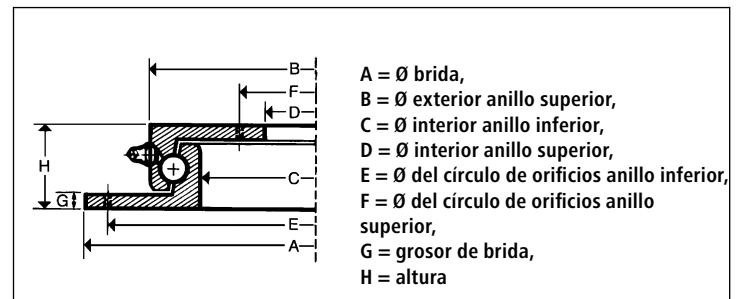 B
F
D
H
C
G
E
A
A = Ø brida,
B = Ø exterior anillo superior,
C = Ø interior anillo inferior,
D = Ø interior anillo superior,
E = Ø del círculo de orificios anillo inferior,
F = Ø del círculo de orificios anillo
superior,
G = grosor de brida,
H = altura